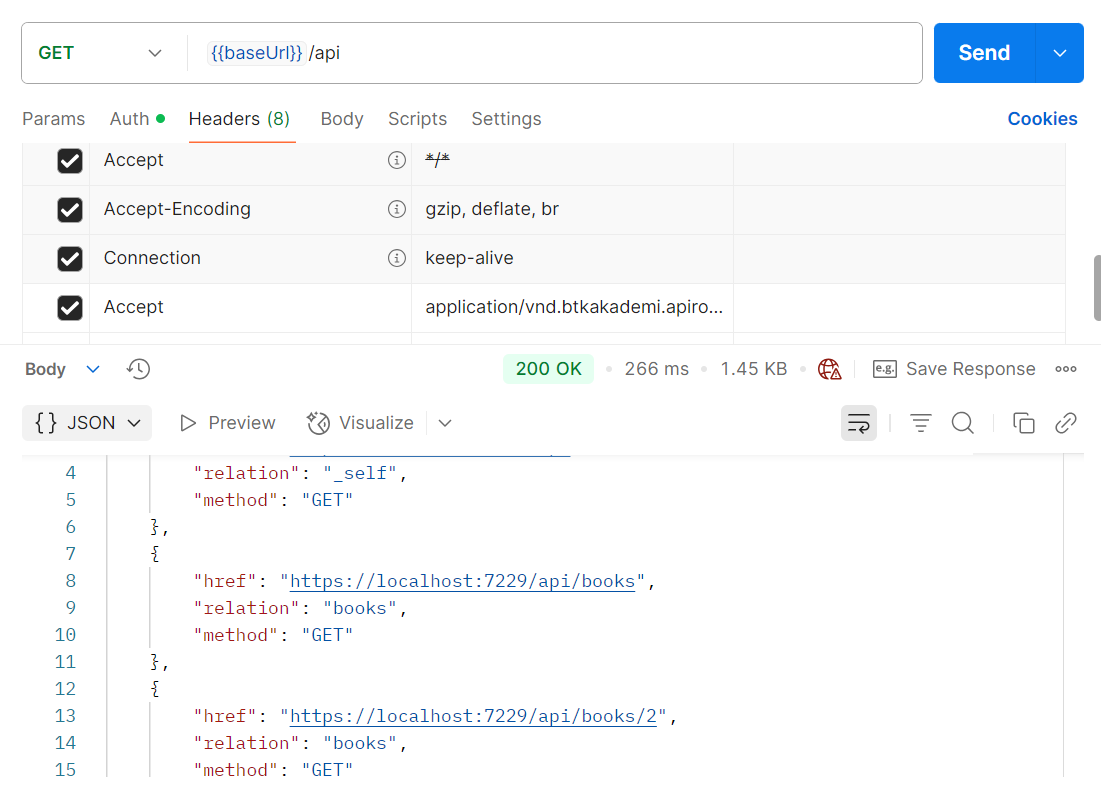 GET {{baseUrl}} /api Send
Params Auth Headers (8) Body Scripts Settings Cookies
Accept */*
Accept-Encoding gzip, deflate, br
Connection keep-alive
Accept application/vnd.btkakademi.apiro...
Body 200 OK 266 ms 1.45 KB e.g. Save Response
{} JSON Preview Visualize
4 "relation": "_self",
5 "method": "GET"
6 },
7 {
8 "href": "https://localhost:7229/api/books",
9 "relation": "books",
10 "method": "GET"
11 },
12 {
13 "href": "https://localhost:7229/api/books/2",
14 "relation": "books",
15 "method": "GET"